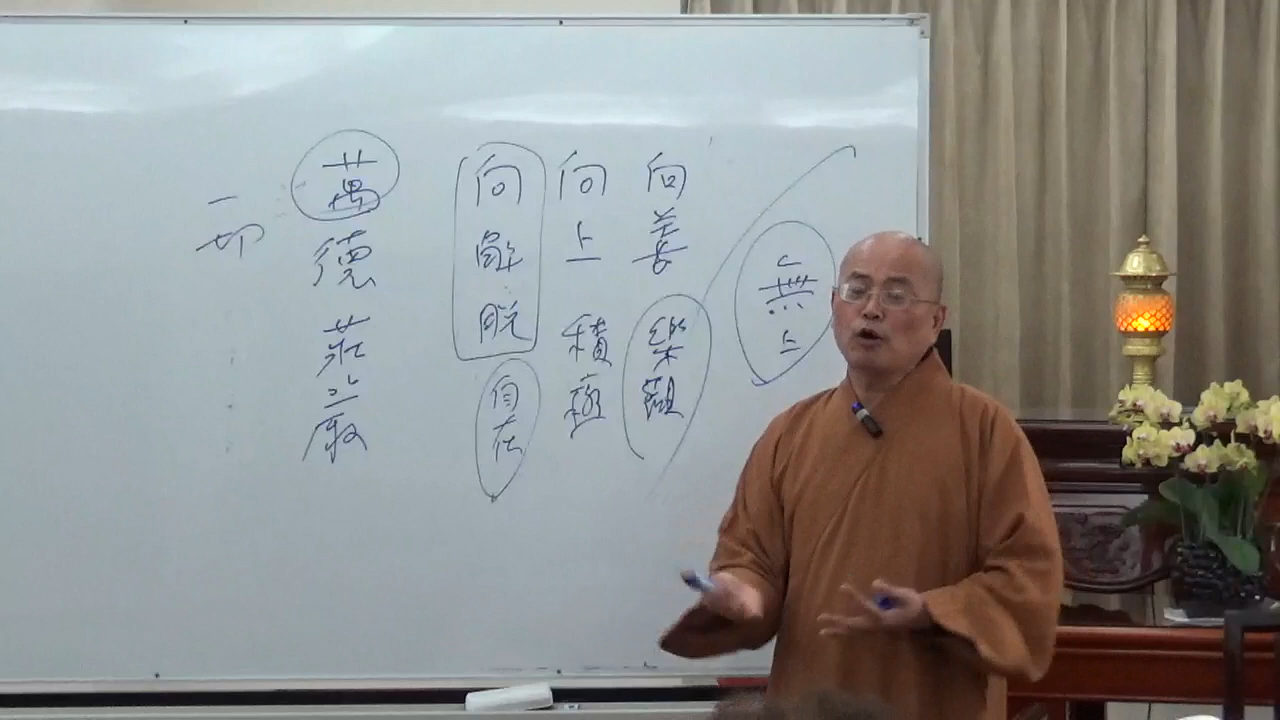 無上
向善 樂觀
向上 積極
向解脫 自在
萬德莊嚴
一切